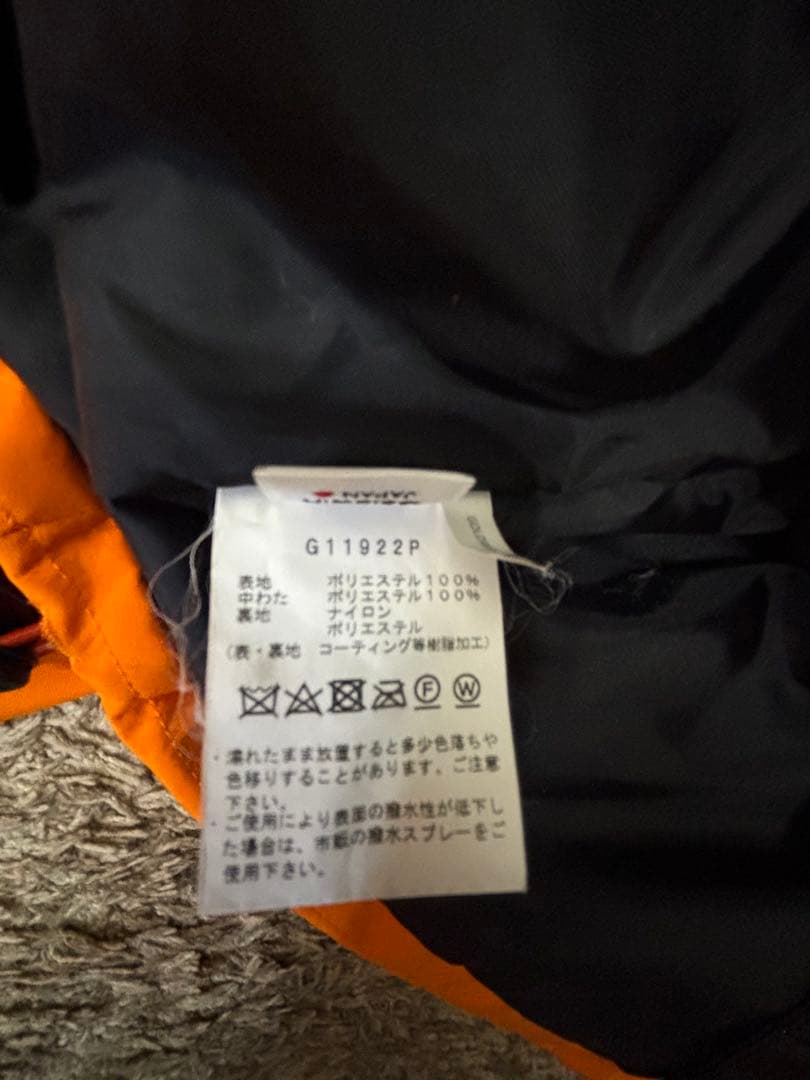 JAPAN
G11922P
表地 ポリエステル100%
中わた ポリエステル100%
裏地 ナイロン
ポリエステル
(表・裏地 コーティング等樹脂加工)
F W
・濡れたまま放置すると多少色落ちや
色移りすることがあります。ご注意
下さい。
・ご使用により表面の撥水性が低下し
た場合は、市販の撥水スプレーをご
使用下さい。